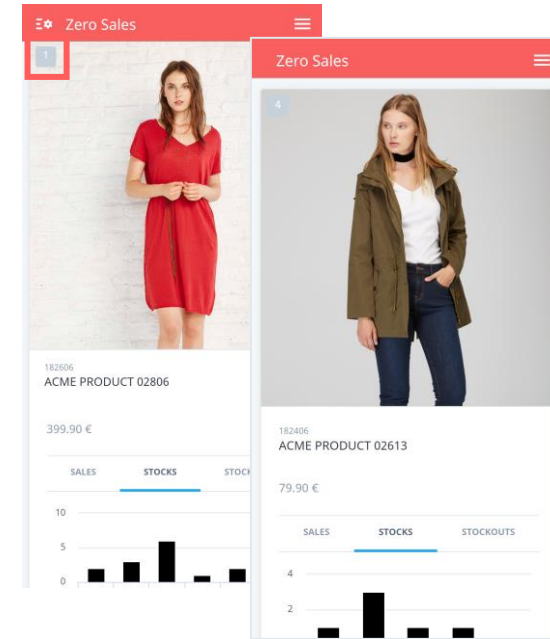 Zero Sales
1
182606
ACME PRODUCT 02806
399.90 €
SALES STOCKS
10
5
0
Zero Sales
4
182406
ACME PRODUCT 02613
79.90 €
SALES STOCKS STOCKOUTS
4
2